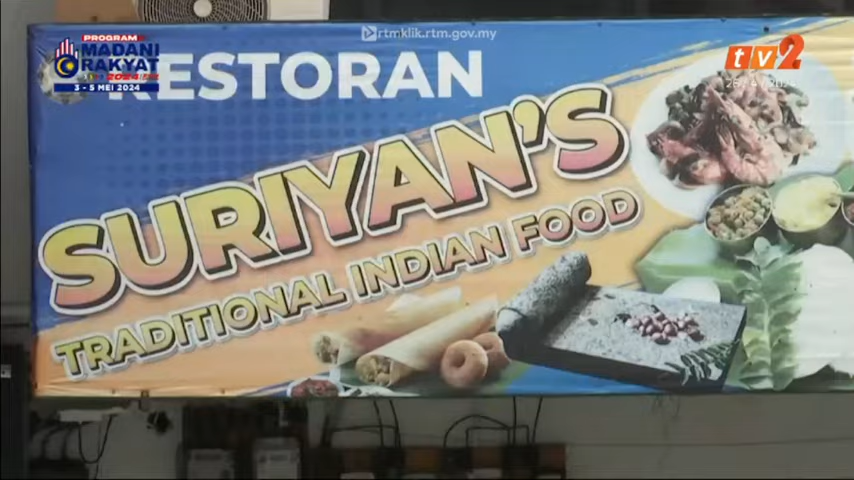 rtmklik.rtm.gov.my
PROGRAM
MADANI
RAKYAT
2024
3 - 5 MEI 2024
tv2
RESTORAN
SURIYAN'S
TRADITIONAL INDIAN FOOD